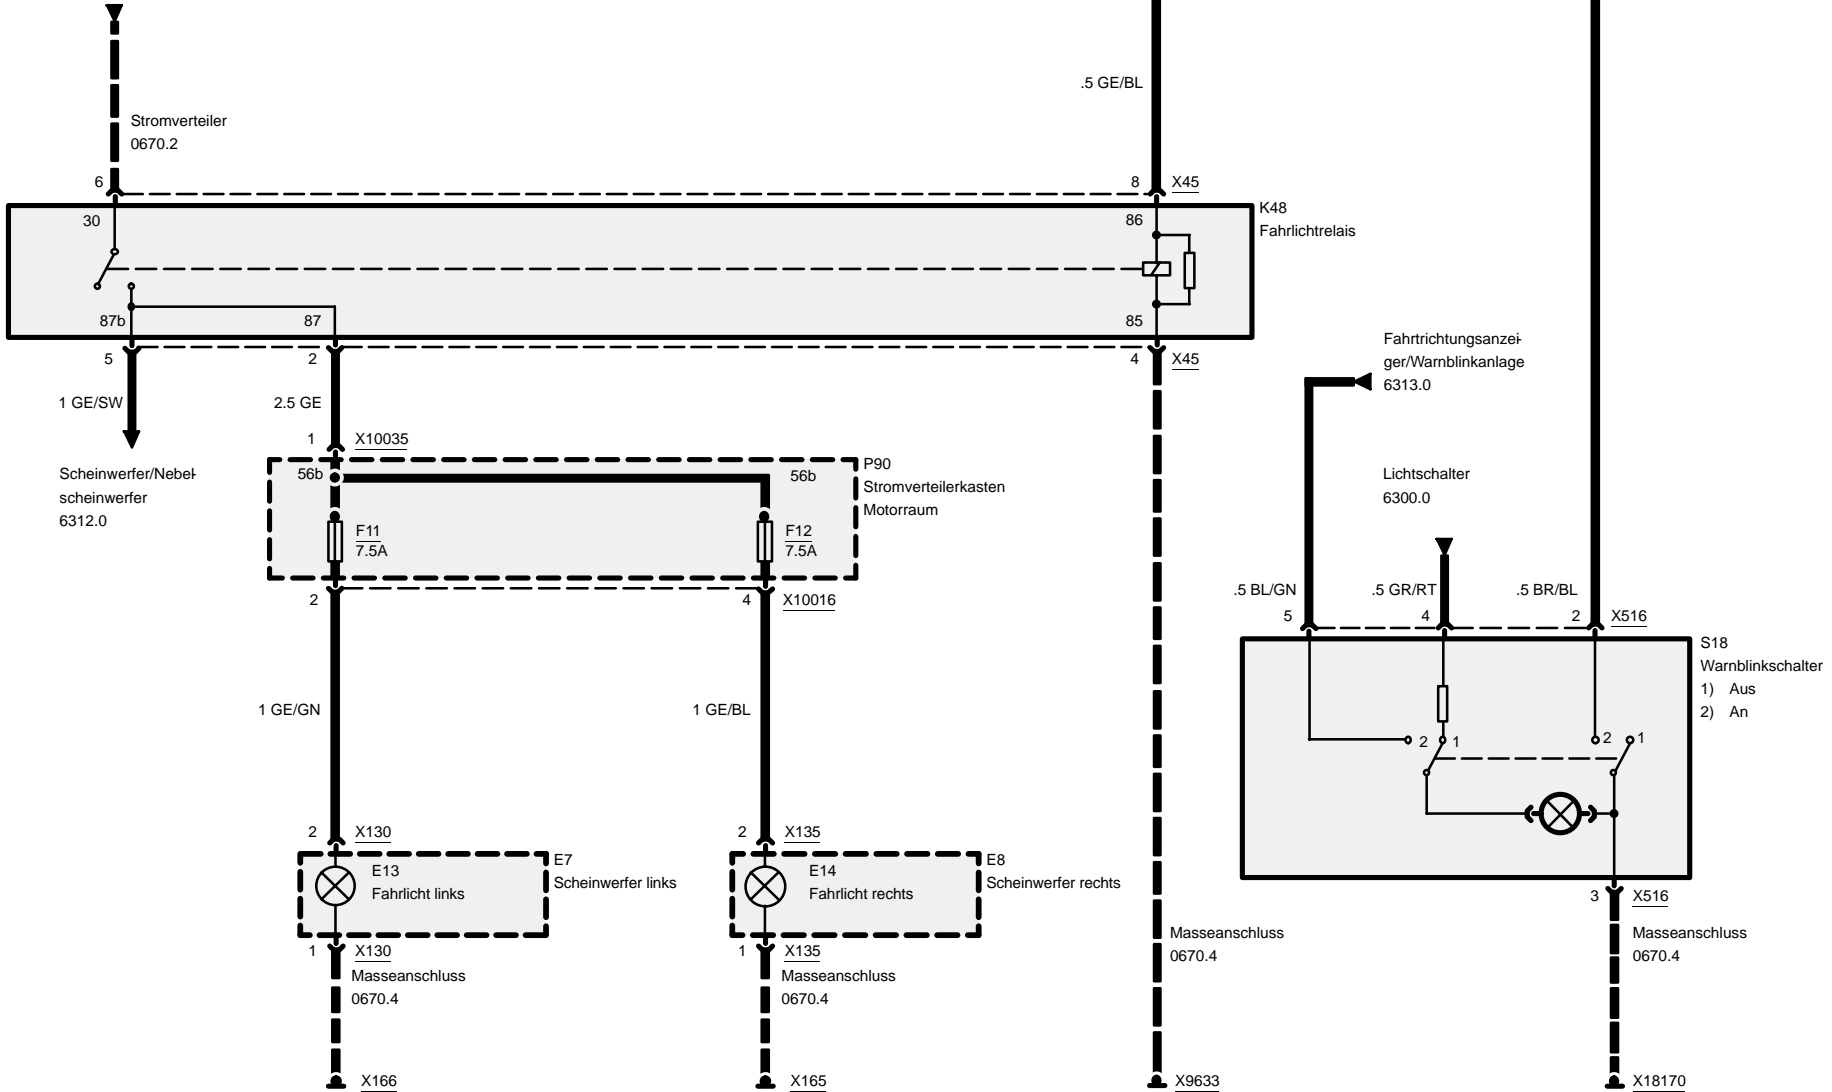 .5 GE/BL
Stromverteiler
0670.2
6
8
X45
30
86
K48
Fahrlichtrelais
87b
87
85
5
2
4
X45
1 GE/SW
2.5 GE
Fahrtrichtungsanzei-
ger/Warnblinkanlage
6313.0
1
X10035
Scheinwerfer/Nebel-
scheinwerfer
6312.0
56b
56b
P90
Stromverteilerkasten
Motorraum
F11
7.5A
F12
7.5A
Lichtschalter
6300.0
2
4
X10016
.5 BL/GN
.5 GR/RT
.5 BR/BL
5
4
2
X516
S18
Warnblinkschalter
1) Aus
2) An
1 GE/GN
1 GE/BL
2
1
2
1
2
X130
2
X135
E13
Fahrlicht links
E7
Scheinwerfer links
E14
Fahrlicht rechts
E8
Scheinwerfer rechts
3
X516
1
X130
1
X135
Masseanschluss
0670.4
Masseanschluss
0670.4
Masseanschluss
0670.4
Masseanschluss
0670.4
X166
X165
X9633
X18170